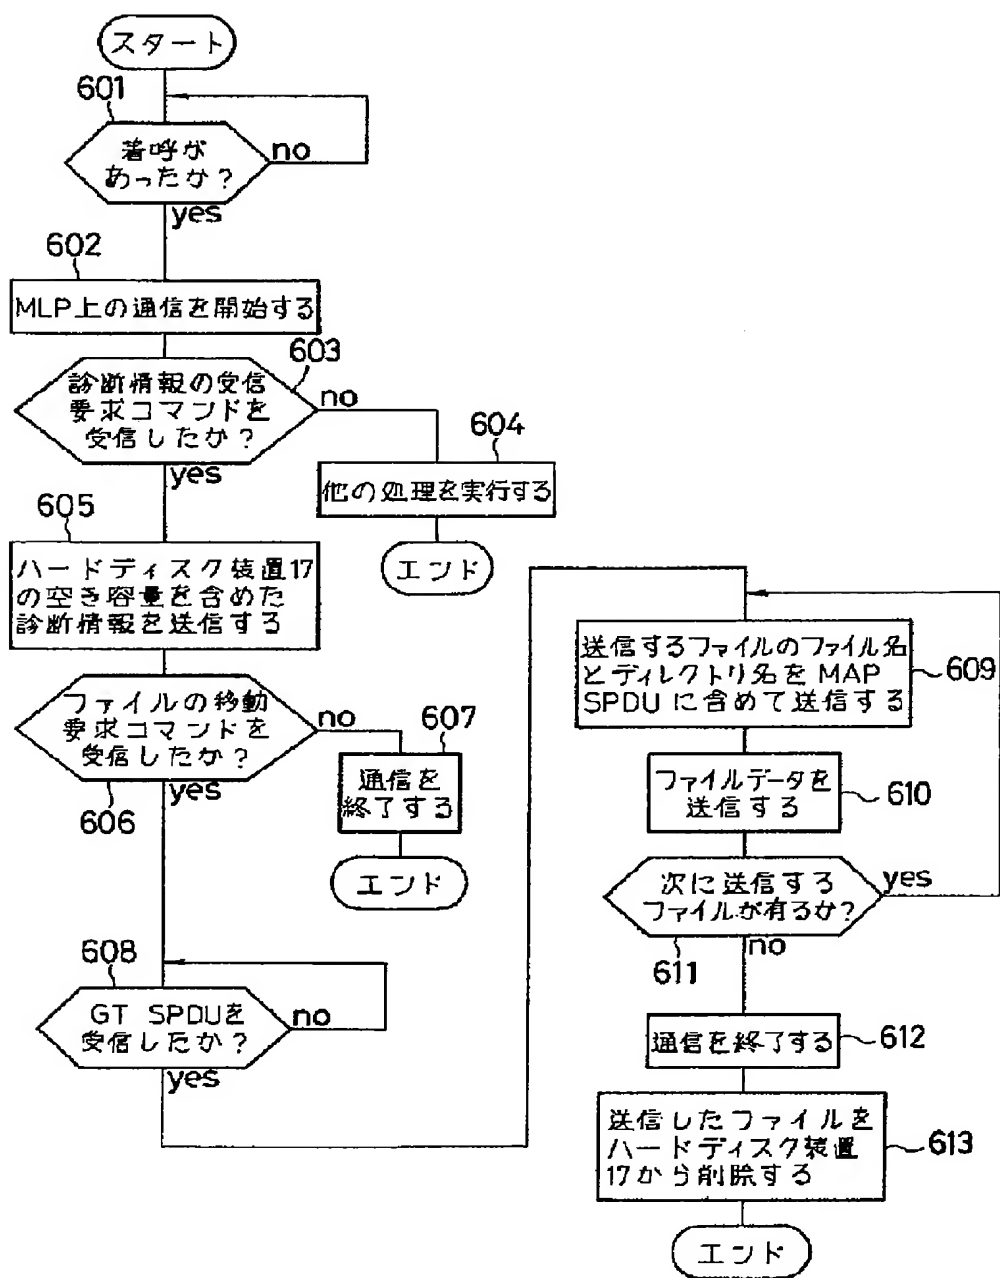 スタート
601
着呼が
あったか?
no
yes
602
MLP上の通信を開始する
603
診断情報の受信
要求コマンドを
受信したか?
no
yes
604
他の処理を実行する
エンド
605
ハードディスク装置17
の空き容量を含めた
診断情報を送信する
ファイルの移動
要求コマンドを
受信したか?
no
yes
606
607
通信を
終了する
エンド
608
GT SPDUを
受信したか?
no
yes
送信するファイルのファイル名
とディレクトリ名をMAP
SPDUに含めて送信する
609
ファイルデータを
送信する
610
次に送信する
ファイルが有るか?
yes
no
611
通信を終了する
612
送信したファイルを
ハードディスク装置
17から削除する
613
エンド